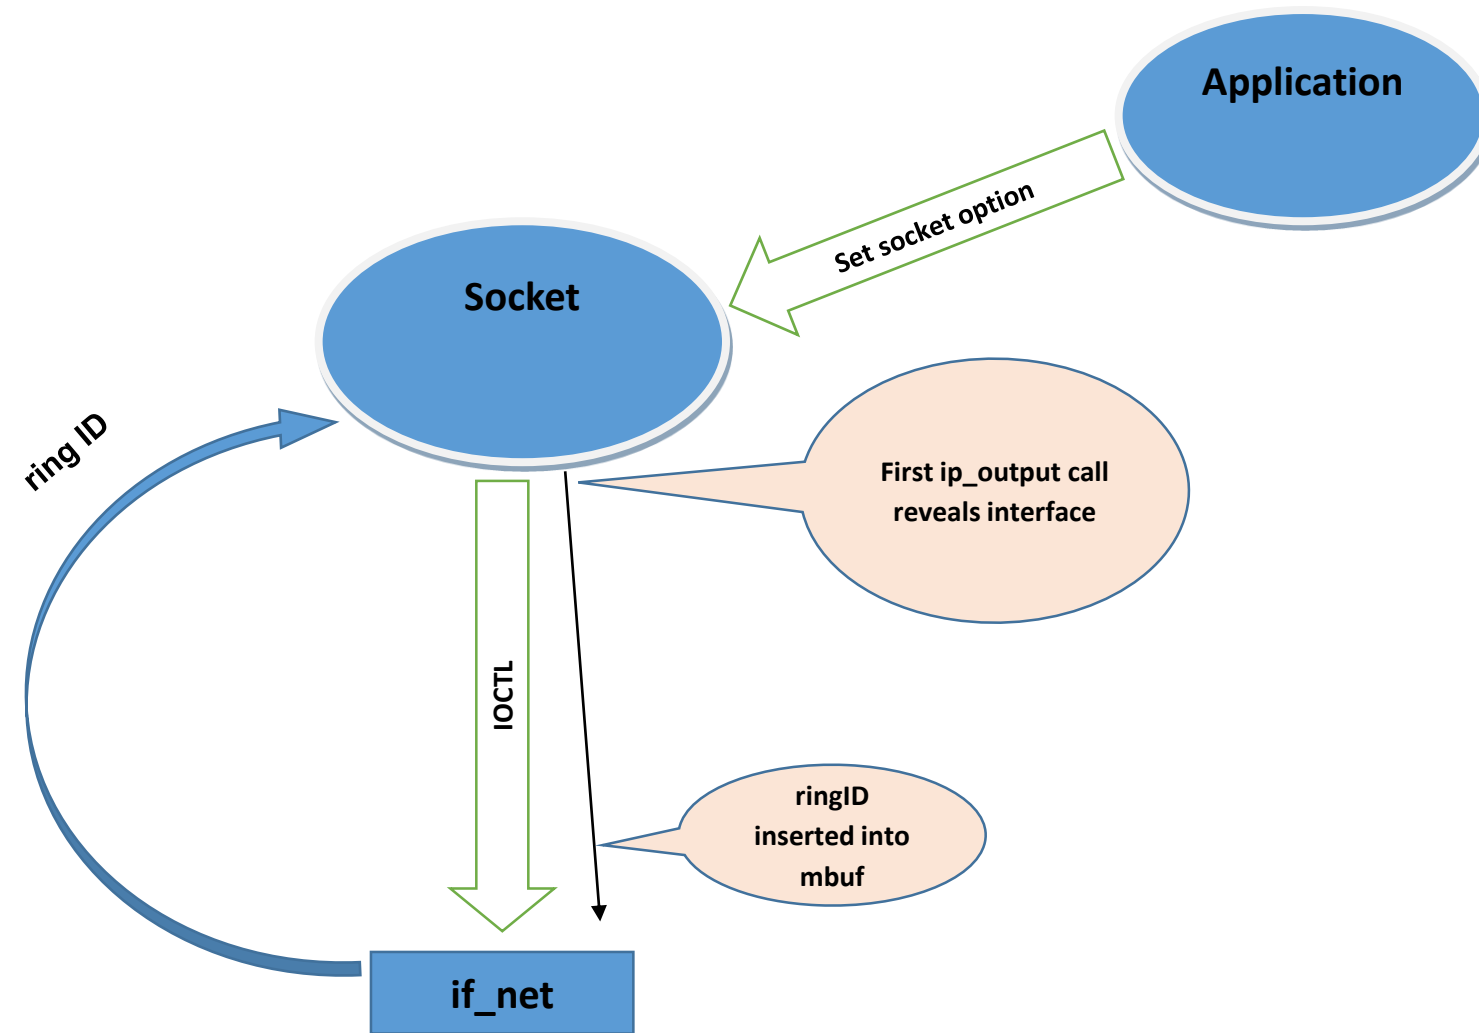 Application
Set socket option
Socket
ring ID
First ip_output call
reveals interface
IOCTL
ringID
inserted into
mbuf
if_net